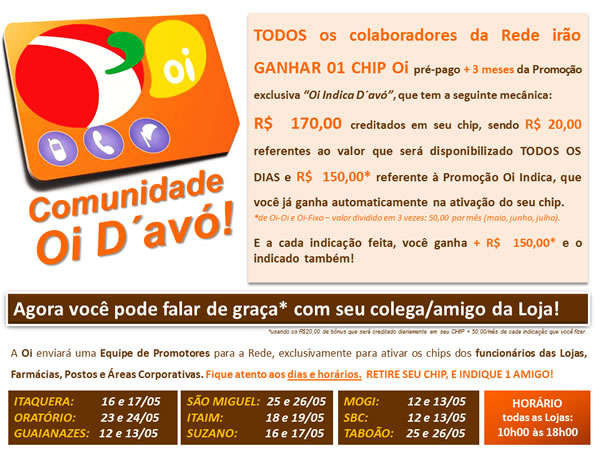 oi
Comunidade
Oi D´avó!
TODOS os colaboradores da Rede irão
GANHAR 01 CHIP Oi pré-pago + 3 meses da Promoção
exclusiva “Oi Indica D´avó”, que tem a seguinte mecânica:
R$ 170,00 creditados em seu chip, sendo R$ 20,00
referentes ao valor que será disponibilizado TODOS OS
DIAS e R$ 150,00* referente à Promoção Oi Indica, que
você já ganha automaticamente na ativação do seu chip.
*de Oi-Oi e Oi-Fixo – valor dividido em 3 vezes: 50,00 por mês (maio, junho, julho).
E a cada indicação feita, você ganha + R$ 150,00* e o
indicado também!
Agora você pode falar de graça* com seu colega/amigo da Loja!
*usando os R$20,00 de bônus que será creditado diariamente em seu CHIP + 50,00/mês de cada indicação que você fizer.
A Oi enviará uma Equipe de Promotores para a Rede, exclusivamente para ativar os chips dos funcionários das Lojas,
Farmácias, Postos e Áreas Corporativas. Fique atento aos dias e horários. RETIRE SEU CHIP, E INDIQUE 1 AMIGO!
ITAQUERA: 16 e 17/05
ORATÓRIO: 23 e 24/05
GUAIANAZES: 12 e 13/05
SÃO MIGUEL: 25 e 26/05
ITAIM: 18 e 19/05
SUZANO: 16 e 17/05
MOGI: 12 e 13/05
SBC: 12 e 13/05
TABOÃO: 25 e 26/05
HORÁRIO
todas as Lojas:
10h00 às 18h00